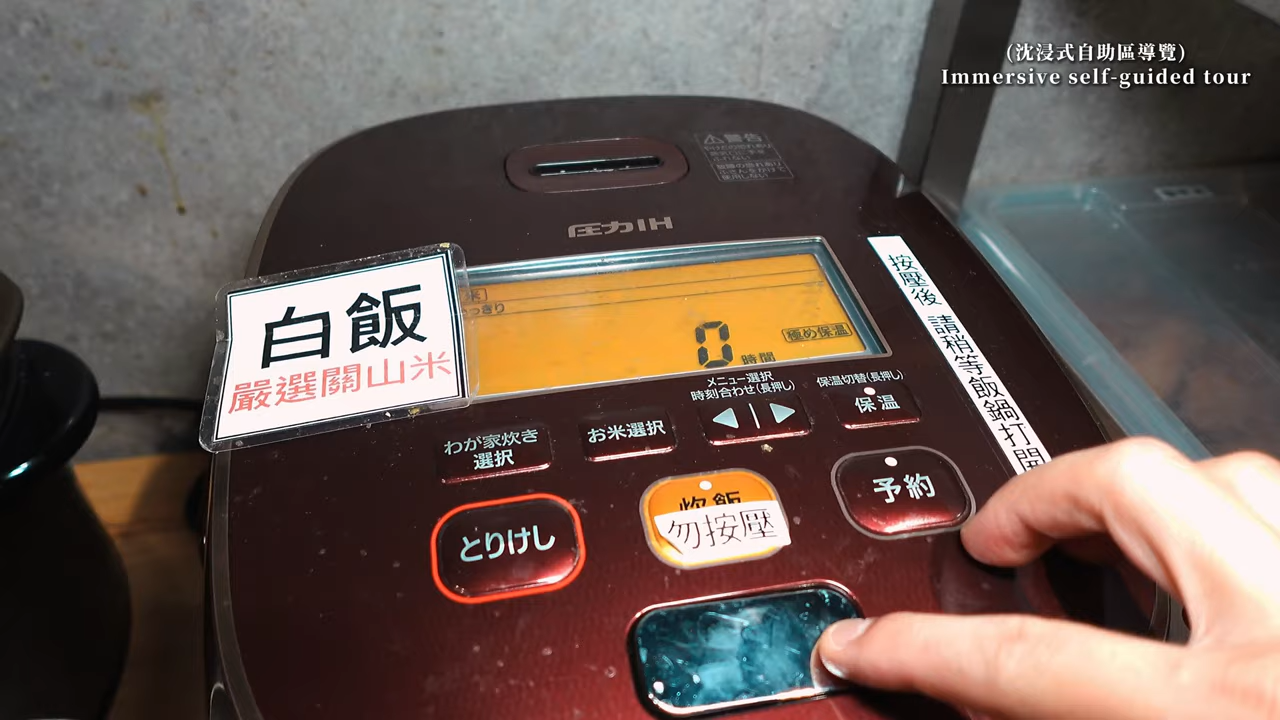 (沈浸式自助區導覽)
Immersive self-guided tour
警告
圧力IH
白飯
嚴選關山米
米
0 時間
極め保温
按壓後 請稍等飯鍋打開
メニュー選択
時刻合わせ(長押し)
保温切替(長押し)
保温
わが家炊き
選択
お米選択
とりけし
炊飯
勿按壓
予約